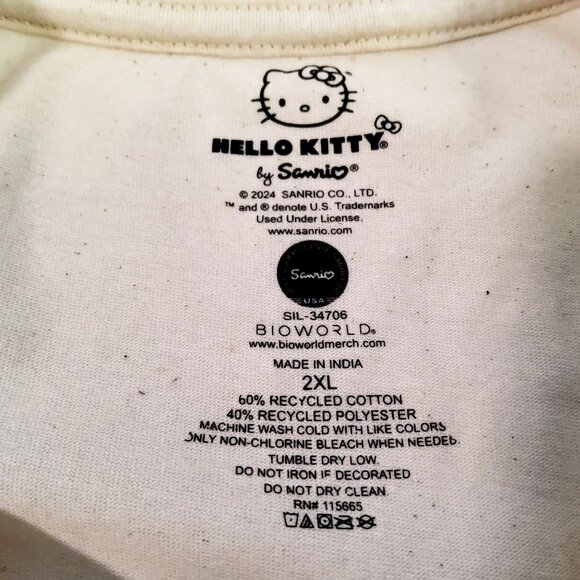 HELLO KITTY®
by Sanrio®
© 2024 SANRIO CO., LTD.
™ and ® denote U.S. Trademarks
Used Under License.
www.sanrio.com
Sanrio
USA
SIL-34706
BIOWORLD®
www.bioworldmerch.com
MADE IN INDIA
2XL
60% RECYCLED COTTON
40% RECYCLED POLYESTER
MACHINE WASH COLD WITH LIKE COLORS
ONLY NON-CHLORINE BLEACH WHEN NEEDED.
TUMBLE DRY LOW
DO NOT IRON IF DECORATED
DO NOT DRY CLEAN
RN# 115665